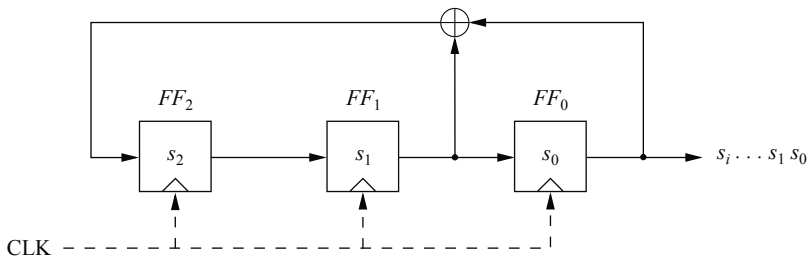 FF₂ FF₁ FF₀
s₂ s₁ s₀ sᵢ . . . s₁ s₀
CLK